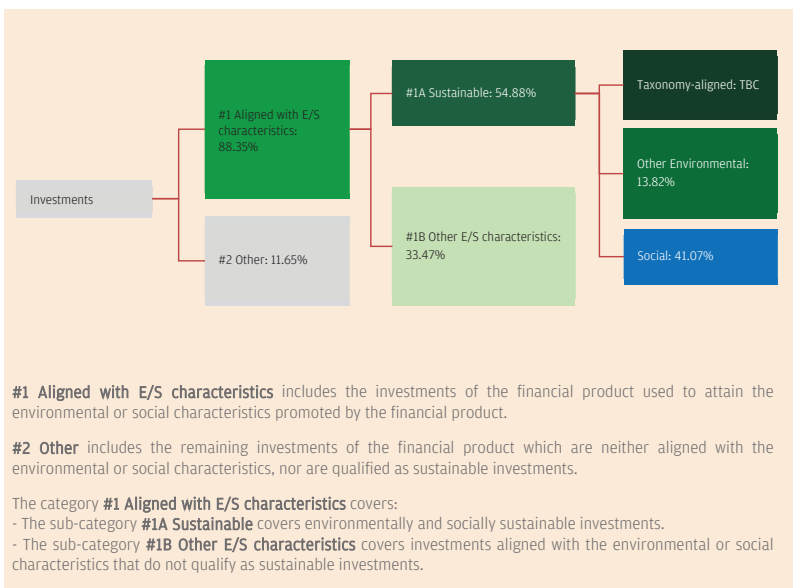 Investments
#1 Aligned with E/S
characteristics:
88.35%
#2 Other: 11.65%
#1A Sustainable: 54.88%
#1B Other E/S characteristics:
33.47%
Taxonomy-aligned: TBC
Other Environmental:
13.82%
Social: 41.07%
#1 Aligned with E/S characteristics includes the investments of the financial product used to attain the
environmental or social characteristics promoted by the financial product.
#2 Other includes the remaining investments of the financial product which are neither aligned with the
environmental or social characteristics, nor are qualified as sustainable investments.
The category #1 Aligned with E/S characteristics covers:
- The sub-category #1A Sustainable covers environmentally and socially sustainable investments.
- The sub-category #1B Other E/S characteristics covers investments aligned with the environmental or social
characteristics that do not qualify as sustainable investments.